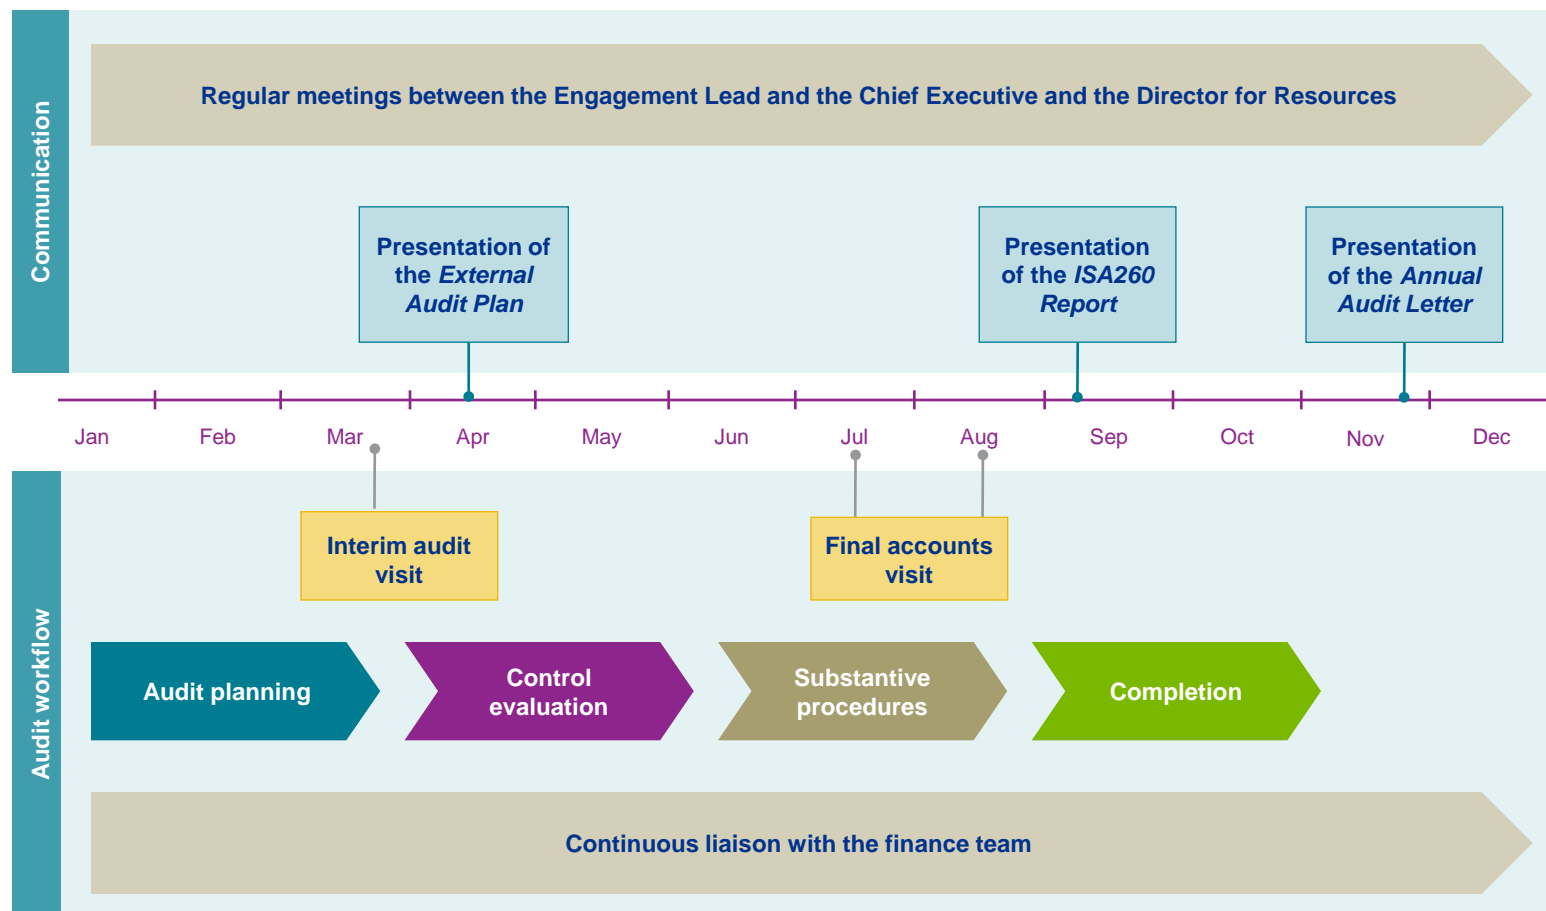 Communication
Regular meetings between the Engagement Lead and the Chief Executive and the Director for Resources
Presentation of
the External
Audit Plan
Presentation
of the ISA260
Report
Presentation
of the Annual
Audit Letter
Jan Feb Mar Apr May Jun Jul Aug Sep Oct Nov Dec
Audit workflow
Interim audit
visit
Final accounts
visit
Audit planning
Control
evaluation
Substantive
procedures
Completion
Continuous liaison with the finance team